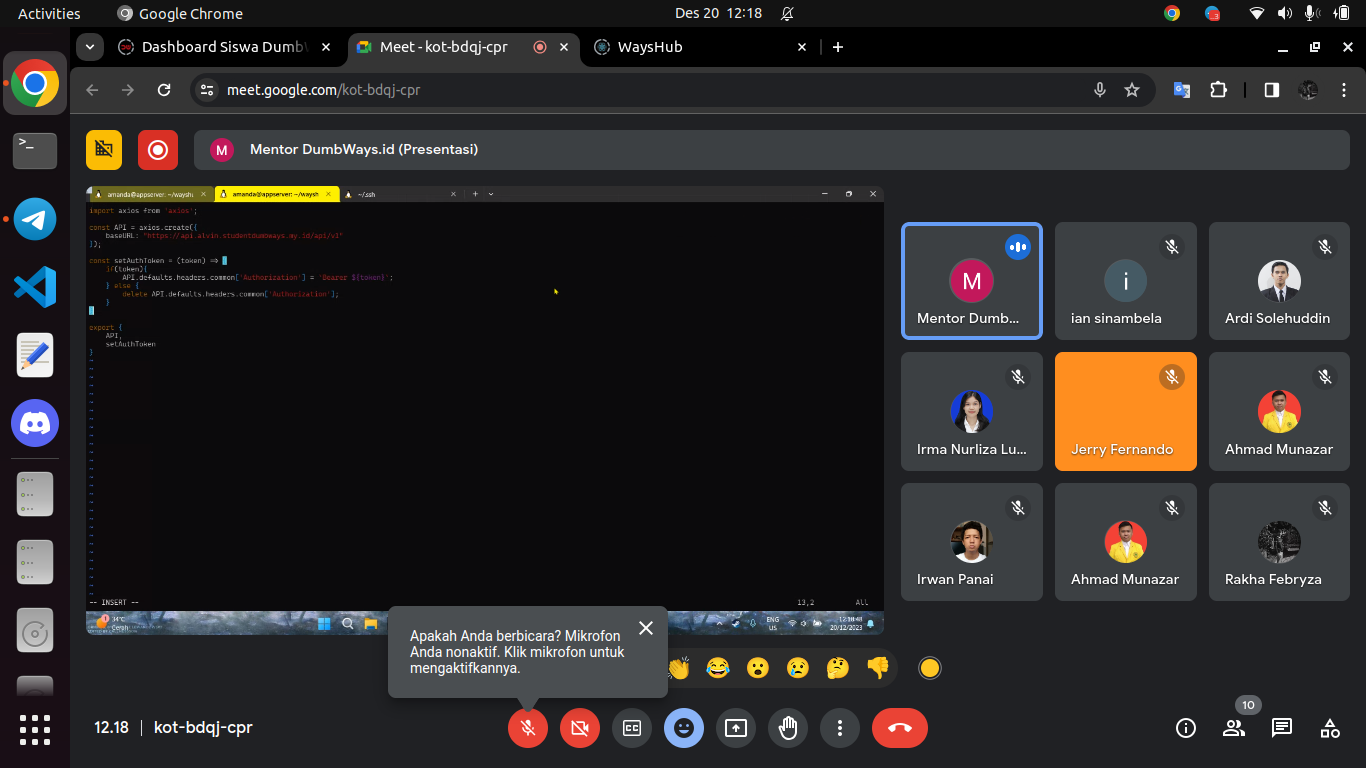 Activities
Google Chrome
Des 20 12:18
3
Dashboard Siswa Dumb
Meet - kot-bdqj-cpr
WaysHub
meet.google.com/kot-bdqj-cpr
M
Mentor DumbWays.id (Presentasi)
amanda@appserver: ~/waysh
amanda@appserver: ~/waysh
~/.ssh
import axios from 'axios';
const API = axios.create({
baseURL: "https://api.alvin.studentdumbways.my.id/api/v1"
});
const setAuthToken = (token) => {
if(token){
API.defaults.headers.common['Authorization'] = `Bearer ${token}`;
} else {
delete API.defaults.headers.common['Authorization'];
}
}
export {
API,
setAuthToken
}
-- INSERT --
13,2
All
34°C
Cerah
ENG
US
12:18:48
20/12/2023
M
Mentor Dumb...
i
ian sinambela
Ardi Solehuddin
Irma Nurliza Lu...
Jerry Fernando
Ahmad Munazar
Irwan Panai
Ahmad Munazar
Rakha Febryza
Apakah Anda berbicara? Mikrofon
Anda nonaktif. Klik mikrofon untuk
mengaktifkannya.
12.18
kot-bdqj-cpr
10